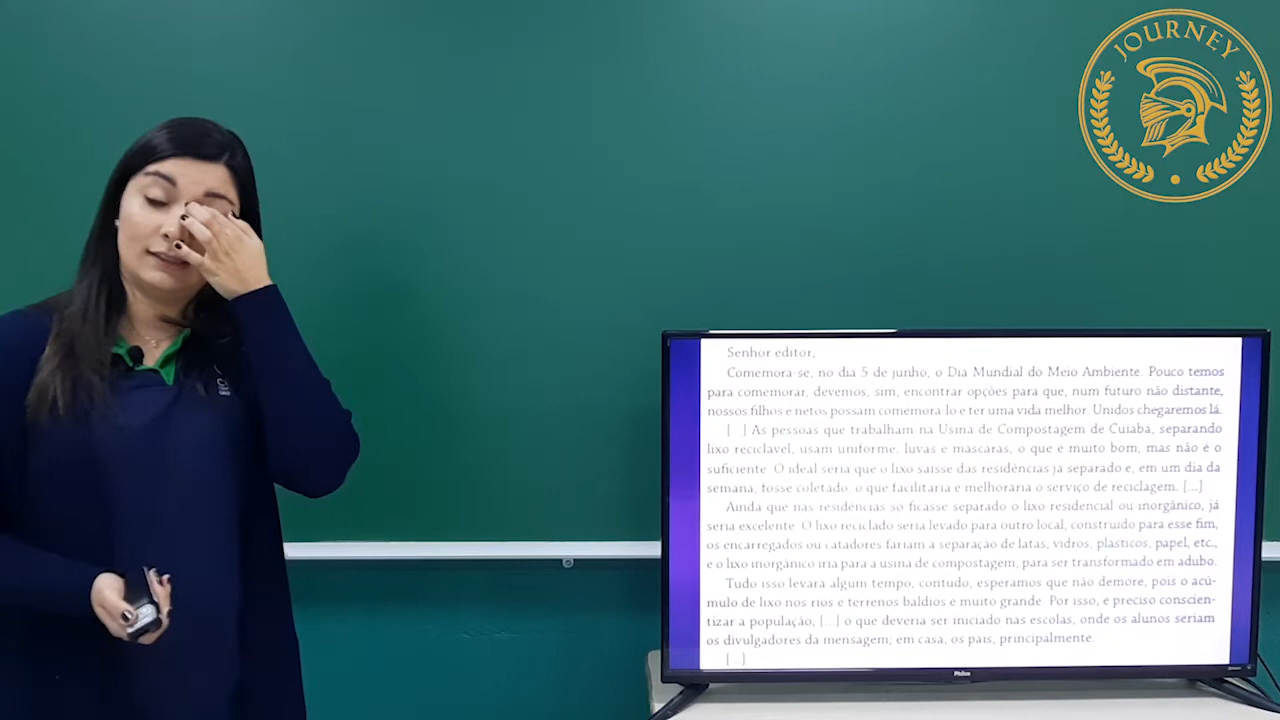 JOURNEY
Senhor editor,
Comemora-se, no dia 5 de junho, o Dia Mundial do Meio Ambiente. Pouco temos
para comemorar, devemos, sim, encontrar opções para que, num futuro não distante,
nossos filhos e netos possam comemorá-lo e ter uma vida melhor. Unidos chegaremos lá.
[ ] As pessoas que trabalham na Usina de Compostagem de Cuiabá, separando
lixo reciclável, usam uniforme, luvas e máscaras, o que é muito bom, mas não é o
suficiente. O ideal seria que o lixo saísse das residências já separado e, em um dia da
semana, fosse coletado, o que facilitaria e melhoraria o serviço de reciclagem. [...]
Ainda que nas residências só ficasse separado o lixo residencial ou inorgânico, já
seria excelente. O lixo reciclado seria levado para outro local, construído para esse fim,
os encarregados ou catadores fariam a separação de latas, vidros, plásticos, papel, etc.,
e o lixo inorgânico iria para a usina de compostagem, para ser transformado em adubo.
Tudo isso levará algum tempo, contudo, esperamos que não demore, pois o acú-
mulo de lixo nos rios e terrenos baldios é muito grande. Por isso, é preciso conscien-
tizar a população, [...] o que deveria ser iniciado nas escolas, onde os alunos seriam
os divulgadores da mensagem; em casa, os pais, principalmente.
[...]
Philco